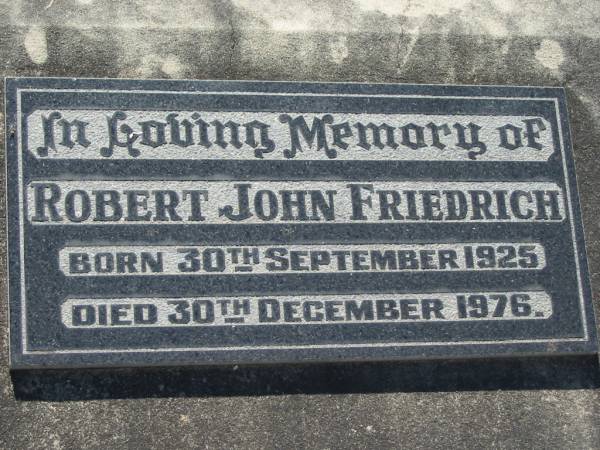 In Loving Memory of
ROBERT JOHN FRIEDRICH
BORN 30TH SEPTEMBER 1925
DIED 30TH DECEMBER 1976.